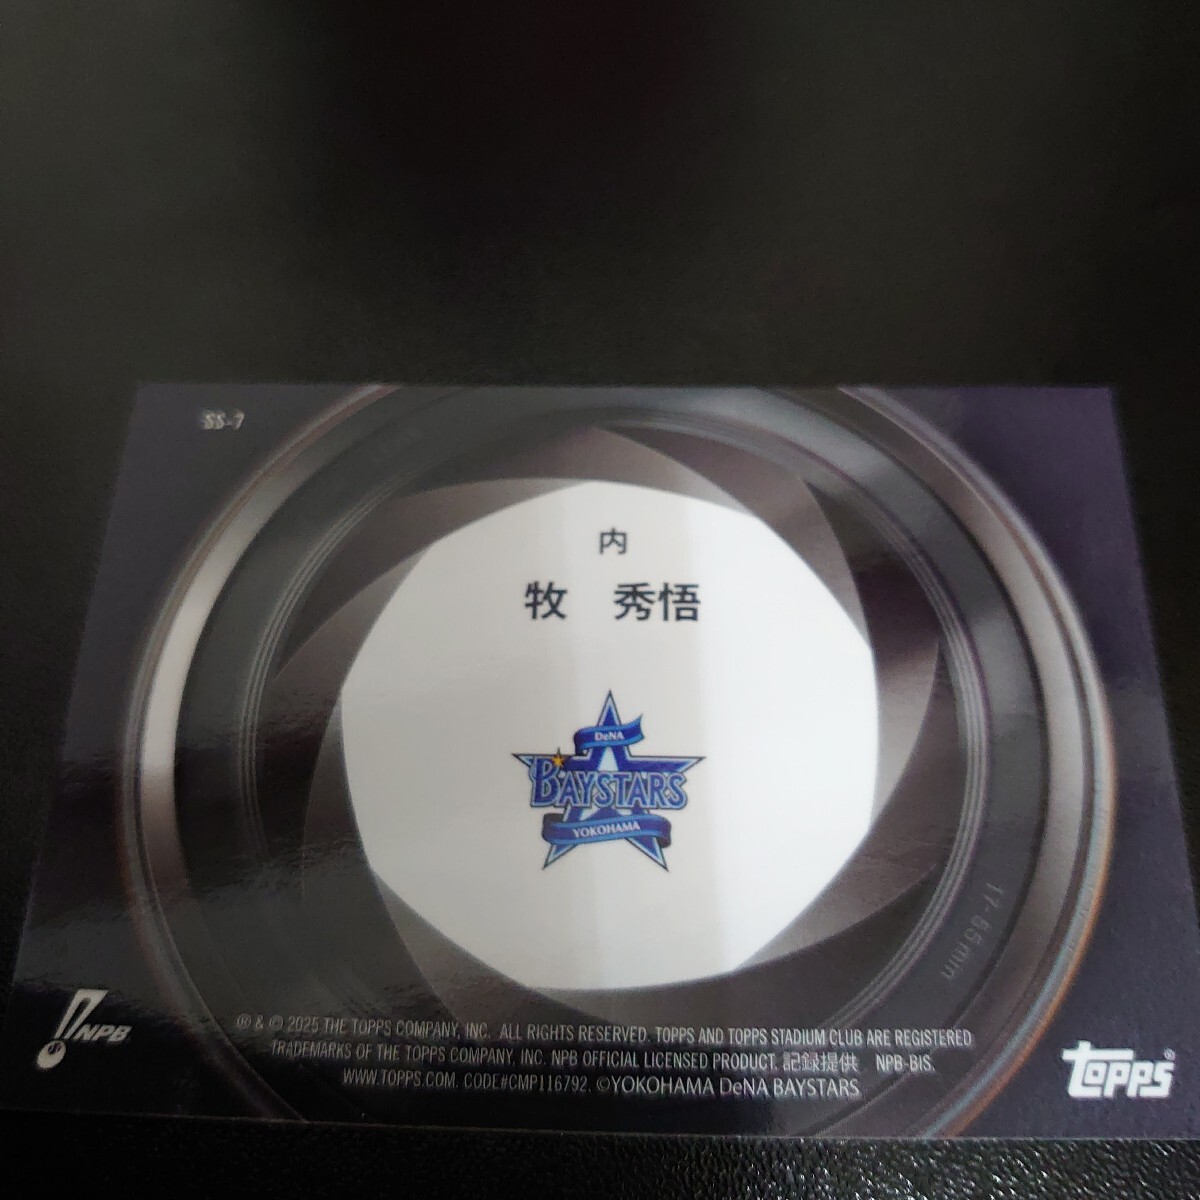 SS-7
内
牧 秀悟
DeNA
BAYSTARS
YOKOHAMA
17-85mm
NPB
® & © 2025 THE TOPPS COMPANY, INC. ALL RIGHTS RESERVED. TOPPS AND TOPPS STADIUM CLUB ARE REGISTERED
TRADEMARKS OF THE TOPPS COMPANY, INC. NPB OFFICIAL LICENSED PRODUCT. 記録提供 NPB-BIS.
WWW.TOPPS.COM. CODE#CMP116792. ©YOKOHAMA DeNA BAYSTARS
topps®